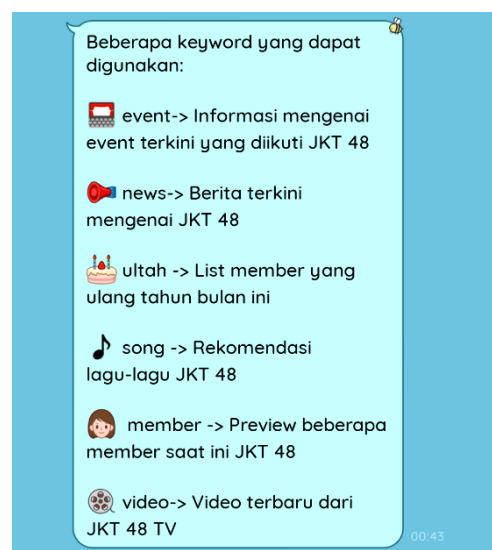 Beberapa keyword yang dapat
digunakan:
event-> Informasi mengenai
event terkini yang diikuti JKT 48
news-> Berita terkini
mengenai JKT 48
ultah -> List member yang
ulang tahun bulan ini
song -> Rekomendasi
lagu-lagu JKT 48
member -> Preview beberapa
member saat ini JKT 48
video-> Video terbaru dari
JKT 48 TV
00:43